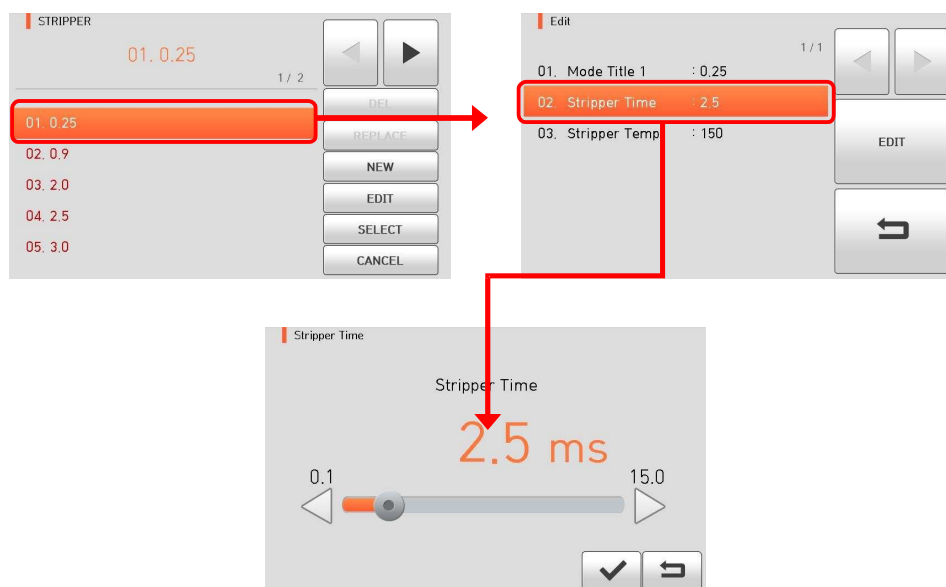 STRIPPER
01. 0.25
1 / 2
DEL
01. 0.25
REPLACE
02. 0.9
NEW
03. 2.0
EDIT
04. 2.5
SELECT
05. 3.0
CANCEL
Edit
1 / 1
01. Mode Title 1 : 0.25
02. Stripper Time : 2.5
03. Stripper Temp : 150
EDIT
Stripper Time
Stripper Time
2.5 ms
0.1
15.0